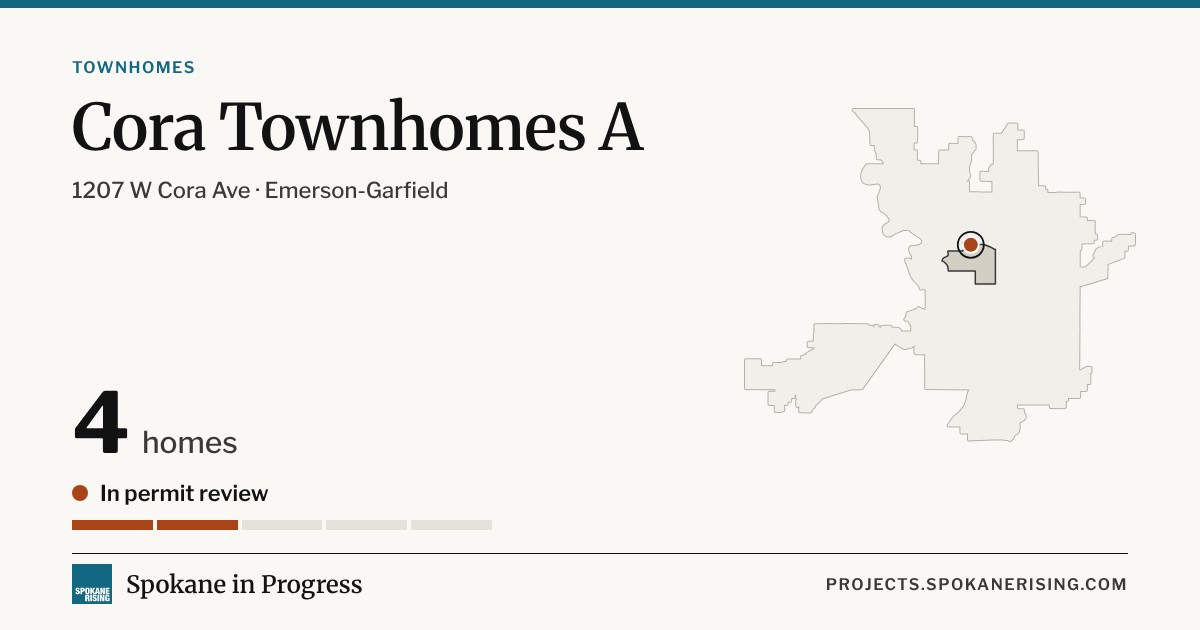 TOWNHOMES
Cora Townhomes A
1207 W Cora Ave · Emerson-Garfield
4 homes
In permit review
SPOKANE
RISING
Spokane in Progress
PROJECTS.SPOKANERISING.COM